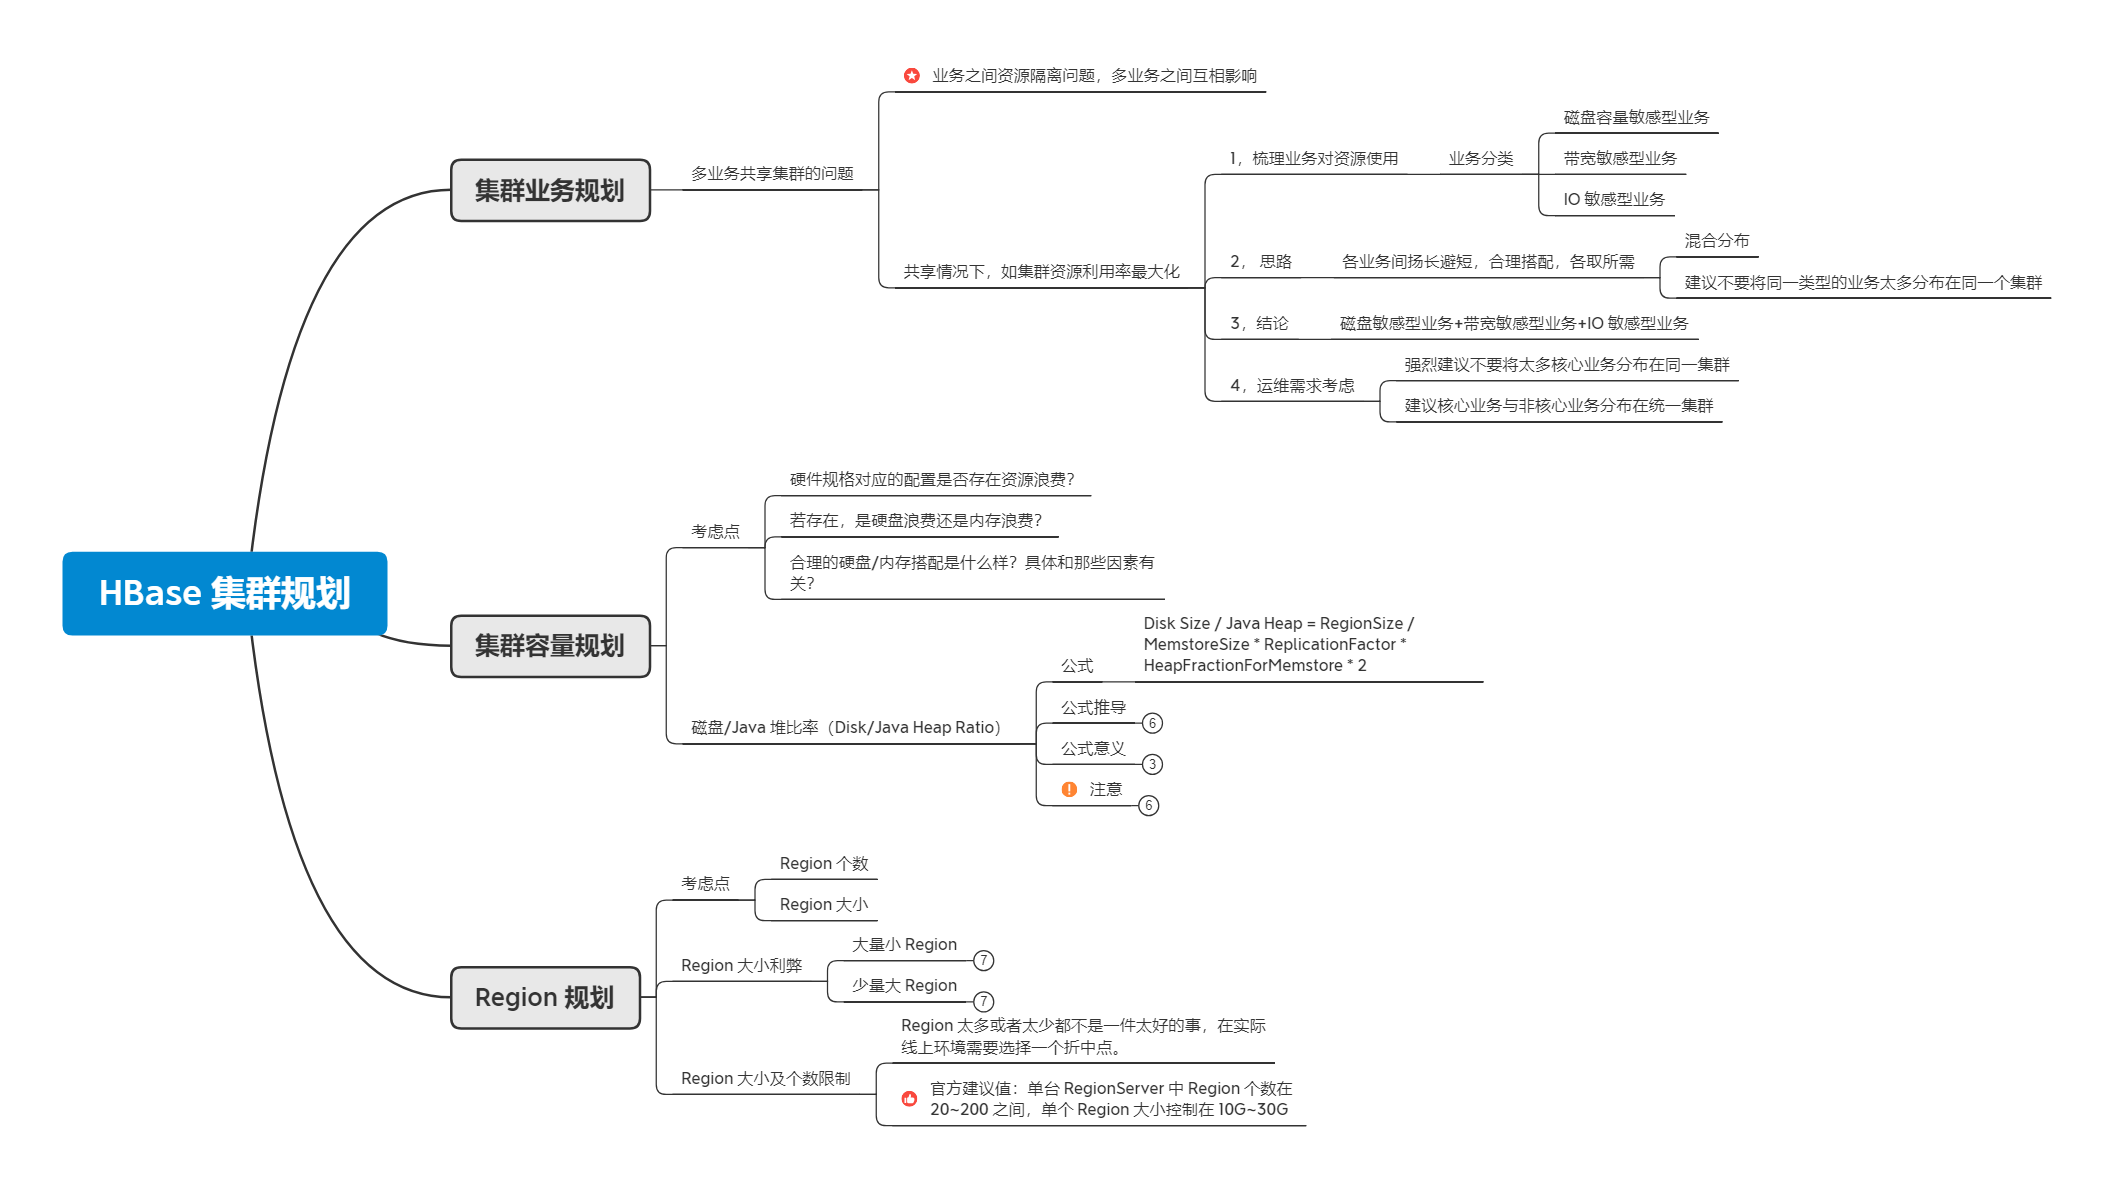 HBase 集群规划
集群业务规划
多业务共享集群的问题
业务之间资源隔离问题，多业务之间互相影响
共享情况下，如集群资源利用率最大化
1，梳理业务对资源使用
业务分类
磁盘容量敏感型业务
带宽敏感型业务
IO 敏感型业务
2， 思路
各业务间扬长避短，合理搭配，各取所需
混合分布
建议不要将同一类型的业务太多分布在同一个集群
3，结论
磁盘敏感型业务+带宽敏感型业务+IO 敏感型业务
4，运维需求考虑
强烈建议不要将太多核心业务分布在同一集群
建议核心业务与非核心业务分布在统一集群
集群容量规划
考虑点
硬件规格对应的配置是否存在资源浪费？
若存在，是硬盘浪费还是内存浪费？
合理的硬盘/内存搭配是什么样？具体和那些因素有
关？
磁盘/Java 堆比率（Disk/Java Heap Ratio）
公式
Disk Size / Java Heap = RegionSize /
MemstoreSize * ReplicationFactor *
HeapFractionForMemstore * 2
公式推导
6
公式意义
3
注意
6
Region 规划
考虑点
Region 个数
Region 大小
Region 大小利弊
大量小 Region
7
少量大 Region
7
Region 大小及个数限制
Region 太多或者太少都不是一件太好的事，在实际
线上环境需要选择一个折中点。
官方建议值：单台 RegionServer 中 Region 个数在
20~200 之间，单个 Region 大小控制在 10G~30G